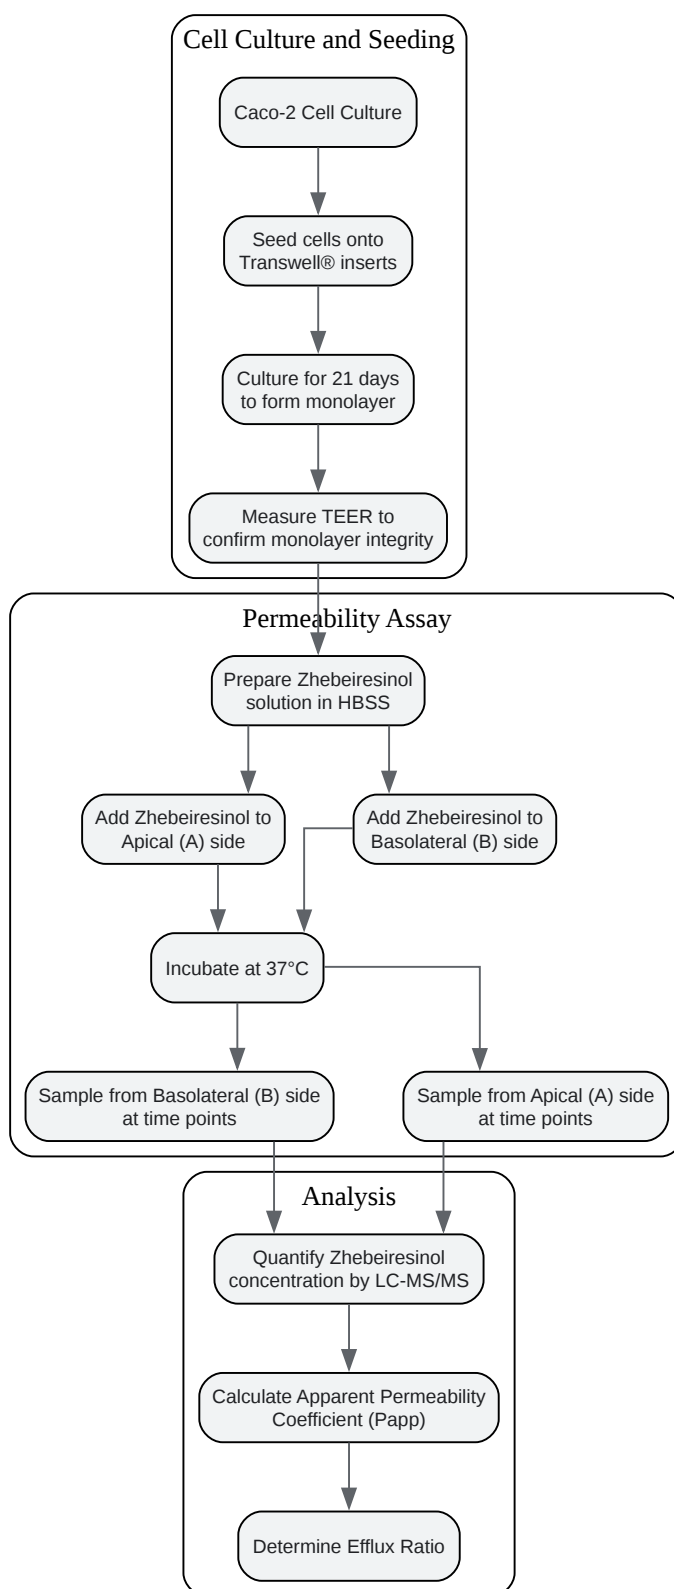 Cell Culture and Seeding
Caco-2 Cell Culture
Seed cells onto
Transwell® inserts
Culture for 21 days
to form monolayer
Measure TEER to
confirm monolayer integrity
Permeability Assay
Prepare Zhebeiresinol
solution in HBSS
Add Zhebeiresinol to
Apical (A) side
Add Zhebeiresinol to
Basolateral (B) side
Incubate at 37°C
Sample from Basolateral (B) side
at time points
Sample from Apical (A) side
at time points
Analysis
Quantify Zhebeiresinol
concentration by LC-MS/MS
Calculate Apparent Permeability
Coefficient (Papp)
Determine Efflux Ratio